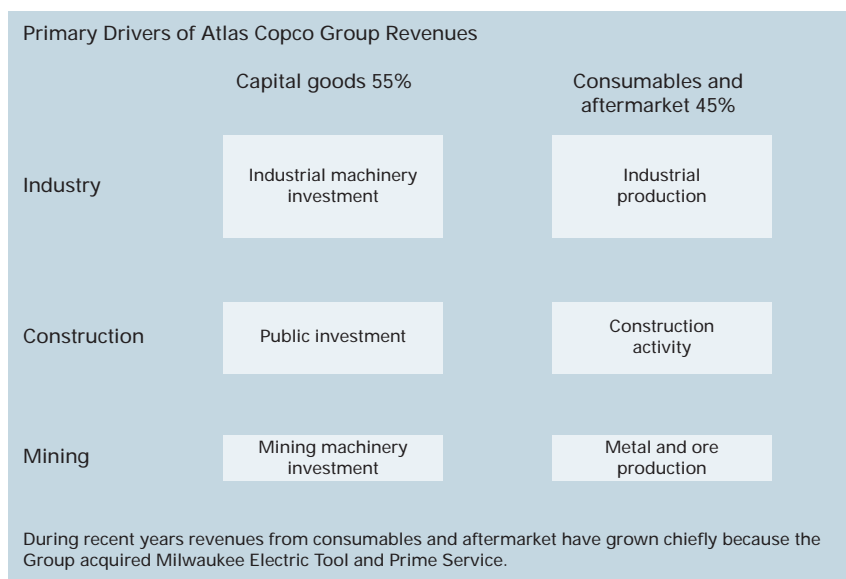 Primary Drivers of Atlas Copco Group Revenues
Capital goods 55%
Consumables and
aftermarket 45%
Industry
Industrial machinery
investment
Industrial
production
Construction
Public investment
Construction
activity
Mining
Mining machinery
investment
Metal and ore
production
During recent years revenues from consumables and aftermarket have grown chiefly because the
Group acquired Milwaukee Electric Tool and Prime Service.